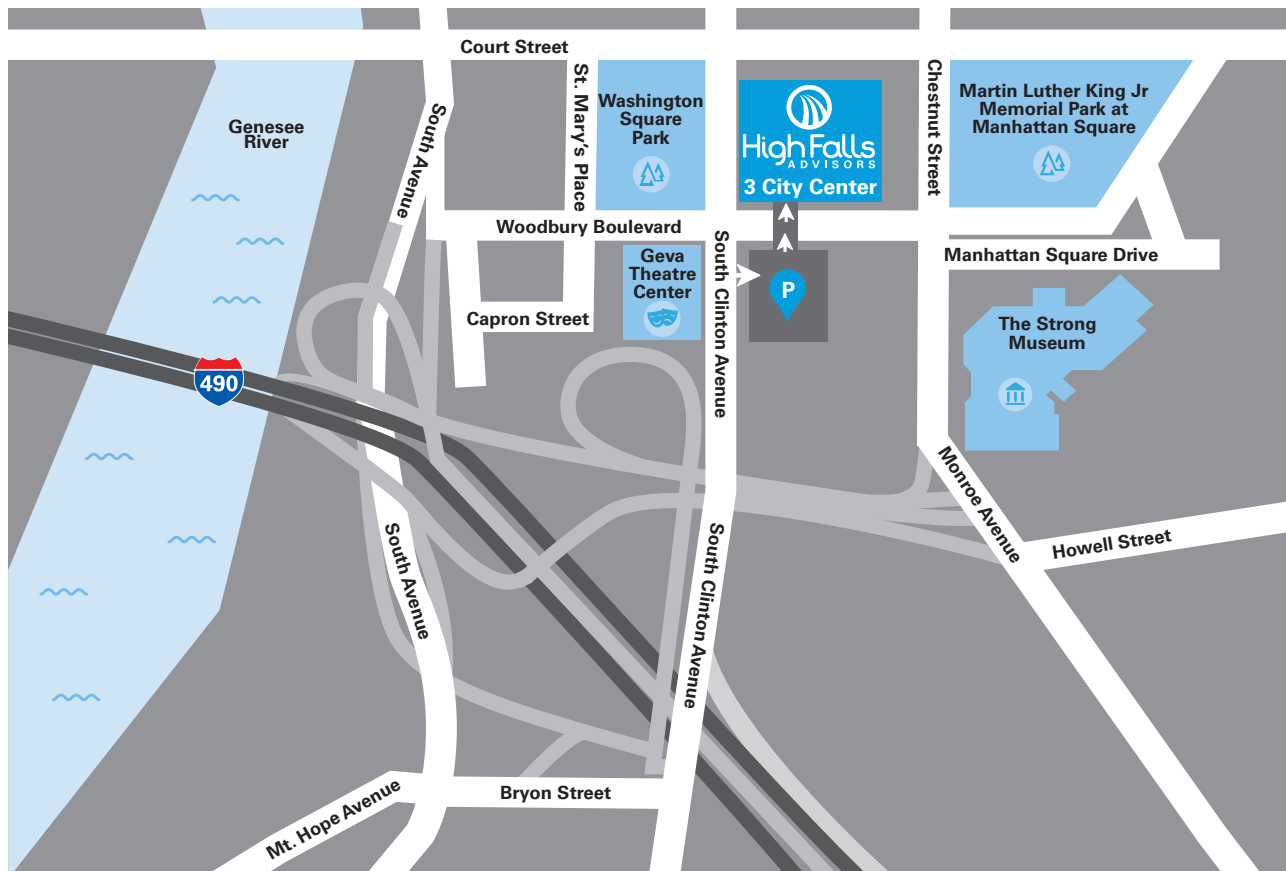 Court Street
Genesee
River
South Avenue
St. Mary's Place
Washington
Square
Park
High Falls
ADVISORS
3 City Center
Chestnut Street
Martin Luther King Jr
Memorial Park at
Manhattan Square
Woodbury Boulevard
Manhattan Square Drive
Geva
Theatre
Center
South Clinton Avenue
P
Capron Street
The Strong
Museum
490
Monroe Avenue
Howell Street
South Avenue
South Clinton Avenue
Bryon Street
Mt. Hope Avenue